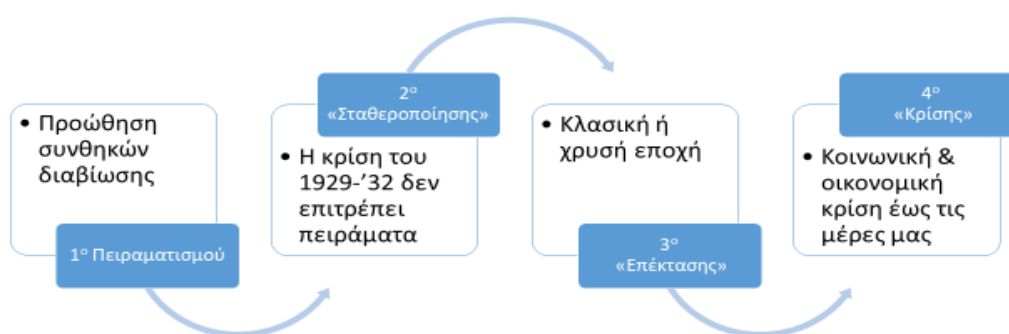 • Προώθηση
συνθηκών
διαβίωσης
1ο Πειραματισμού
2ο
«Σταθεροποίησης»
• Η κρίση του
1929-’32 δεν
επιτρέπει
πειράματα
• Κλασική ή
χρυσή εποχή
3ο
«Επέκτασης»
4ο
«Κρίσης»
• Κοινωνική &
οικονομική
κρίση έως τις
μέρες μας